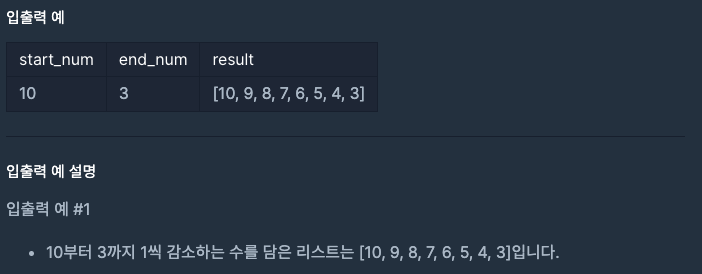 입출력 예
start_num end_num result
10 3 [10, 9, 8, 7, 6, 5, 4, 3]
입출력 예 설명
입출력 예 #1
• 10부터 3까지 1씩 감소하는 수를 담은 리스트는 [10, 9, 8, 7, 6, 5, 4, 3]입니다.